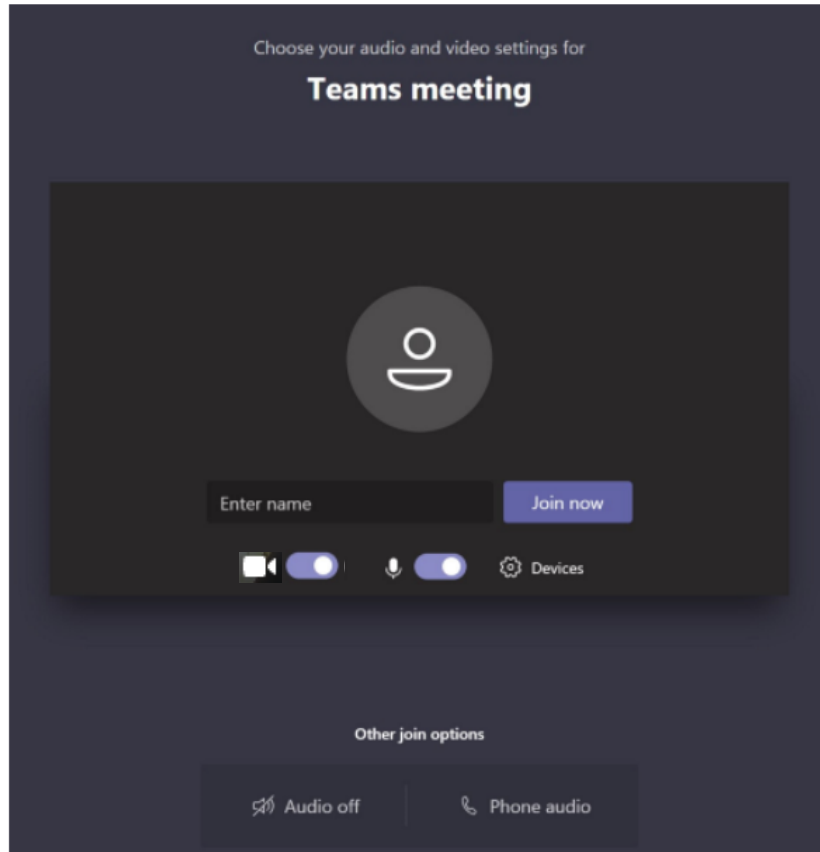 Choose your audio and video settings for
Teams meeting
Enter name
Join now
Devices
Other join options
Audio off
Phone audio